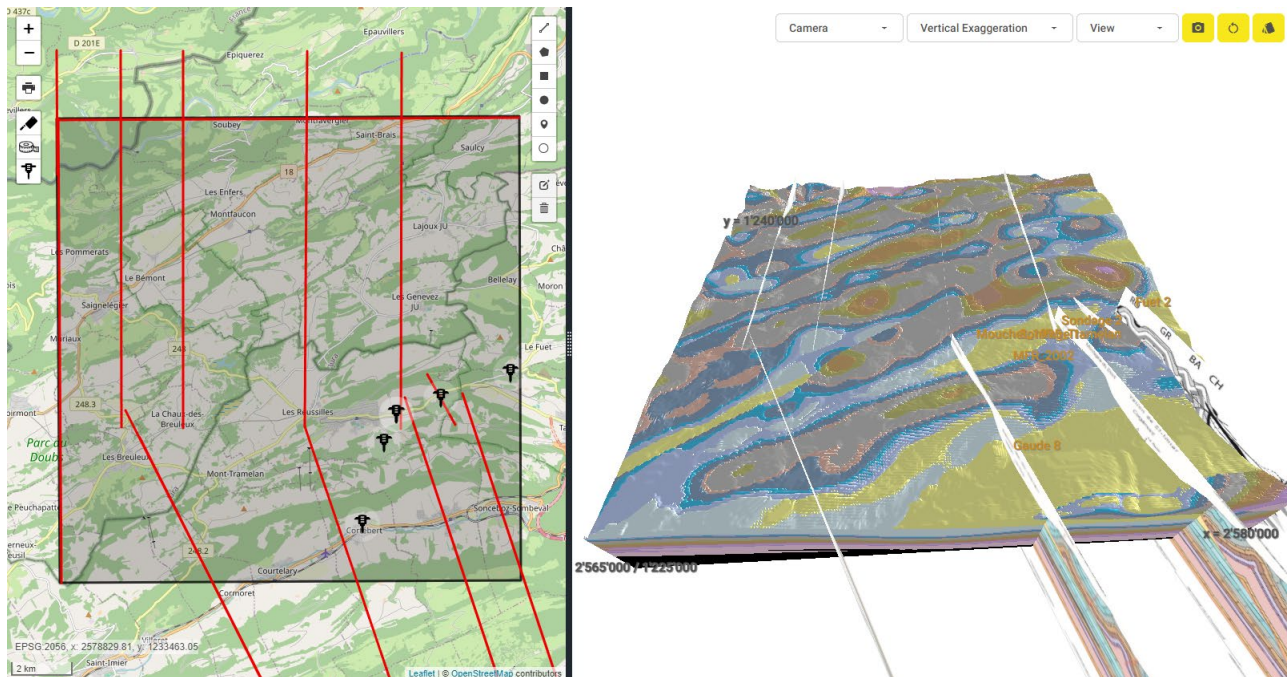 D 437c
Epauvillers
D 201E
Epiquerez
Soubey
Montfavergier
Saint-Brais
Saulcy
18
Les Enfers
Montfaucon
Lajoux JU
Les Pommerats
Le Bémont
Bellelay
Moron
Saignelégier
Les Genevez
JU
Muriaux
248.3
Le Fuet
La Chaux-des-
Breuleux
Les Reussilles
Parc du
Doubs
Les Breuleux
Mont-Tramelan
Le Peuchapatte
Sonceboz-Sombeval
Corgémont
248.2
Courtelary
Cormoret
EPSG:2056, x: 2578829.81, y: 1233463.05
Villeret
2 km
Saint-Imier
Leaflet | © OpenStreetMap contributors
Camera
Vertical Exaggeration
View
y = 1'240'000
Fuet 2
GR
BA
CH
Gaude 8
x = 2'580'000
2'565'000 / 1'225'000